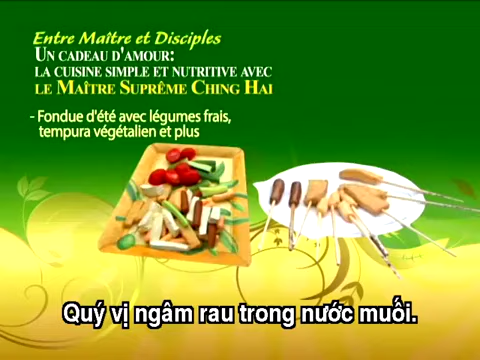 Entre Maître et Disciples
Un cadeau d'amour:
la cuisine simple et nutritive avec
le Maître Suprême Ching Hai
- Fondue d'été avec légumes frais,
tempura végétalien et plus
Quý vị ngâm rau trong nước muối.